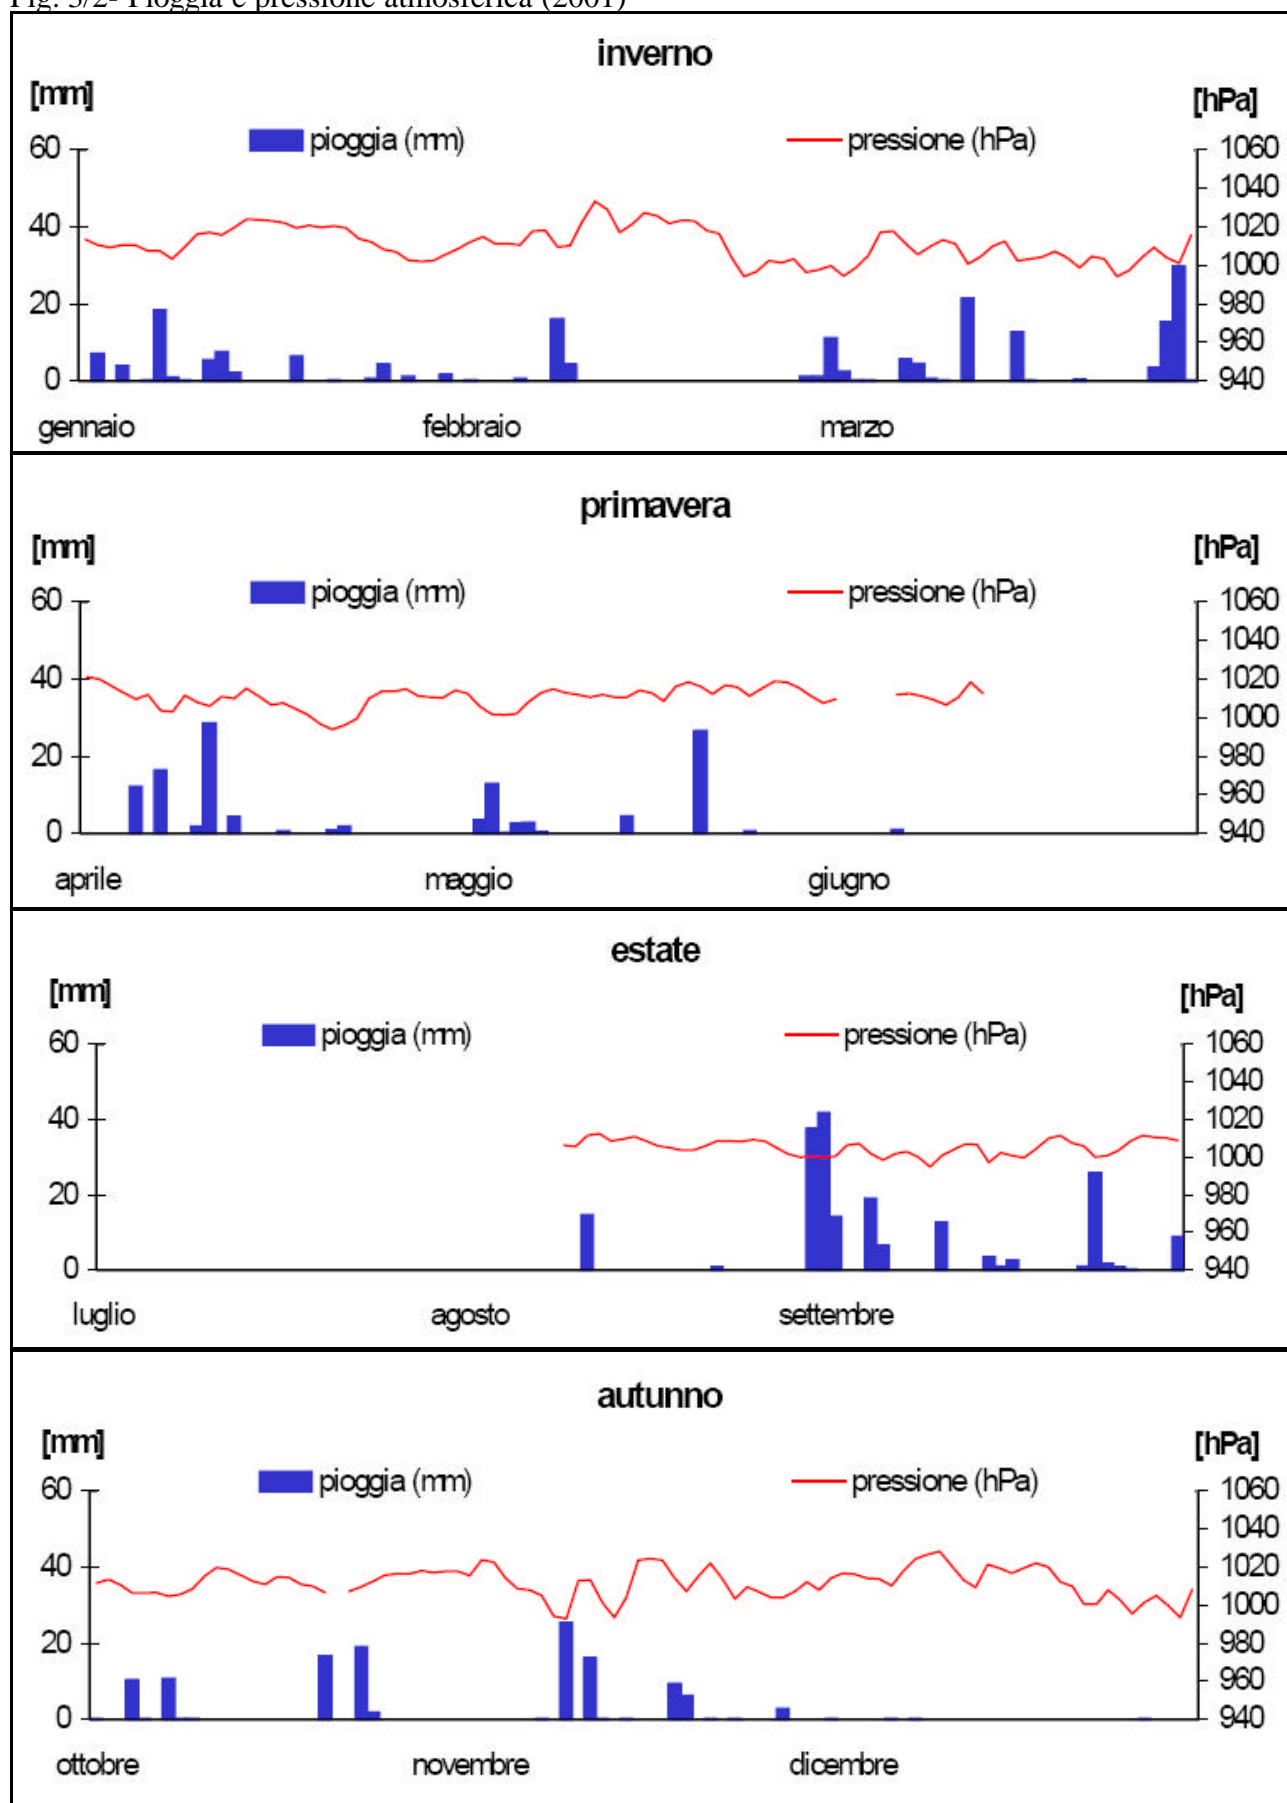 Fig. 3/2- Pioggia e pressione atmosferica (2001)
inverno
[mm] [hPa]
pioggia (mm) pressione (hPa)
60 1060
1040
40 1020
1000
20 980
960
0 940
gennaio febbraio marzo
primavera
[mm] [hPa]
pioggia (mm) pressione (hPa)
60 1060
1040
40 1020
1000
20 980
960
0 940
aprile maggio giugno
estate
[mm] [hPa]
pioggia (mm) pressione (hPa)
60 1060
1040
40 1020
1000
20 980
960
0 940
luglio agosto settembre
autunno
[mm] [hPa]
pioggia (mm) pressione (hPa)
60 1060
1040
40 1020
1000
20 980
960
0 940
ottobre novembre dicembre